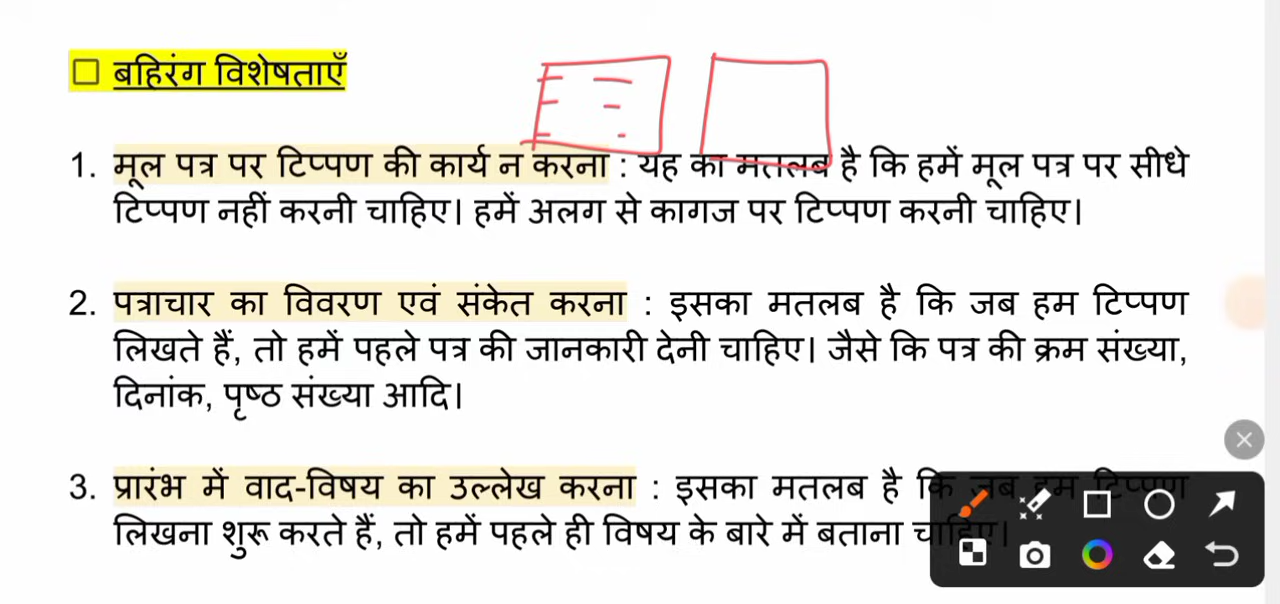 □ बहिरंग विशेषताएँ
1. मूल पत्र पर टिप्पण की कार्य न करना : यह का मतलब है कि हमें मूल पत्र पर सीधे
टिप्पण नहीं करनी चाहिए। हमें अलग से कागज पर टिप्पण करनी चाहिए।
2. पत्राचार का विवरण एवं संकेत करना : इसका मतलब है कि जब हम टिप्पण
लिखते हैं, तो हमें पहले पत्र की जानकारी देनी चाहिए। जैसे कि पत्र की क्रम संख्या,
दिनांक, पृष्ठ संख्या आदि।
3. प्रारंभ में वाद-विषय का उल्लेख करना : इसका मतलब है कि जब हम टिप्पण
लिखना शुरू करते हैं, तो हमें पहले ही विषय के बारे में बताना चाहिए।